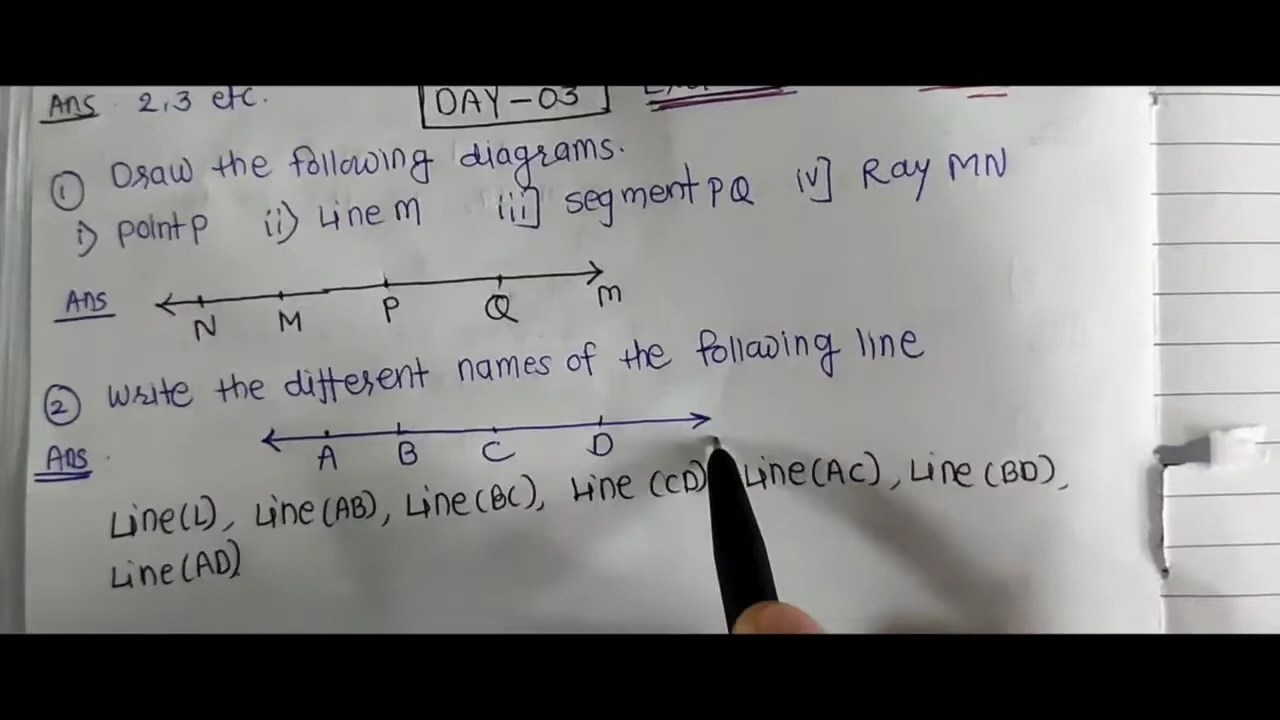 Ans 2,3 etc.
DAY-03
① Draw the following diagrams.
i) point P ii) Line m iii] segment PQ iv] Ray MN
Ans
N M P Q m
② Write the different names of the following line
Ans
A B C D
Line(L), Line(AB), Line(BC), Line (CD) Line(AC), Line(BD),
Line(AD)